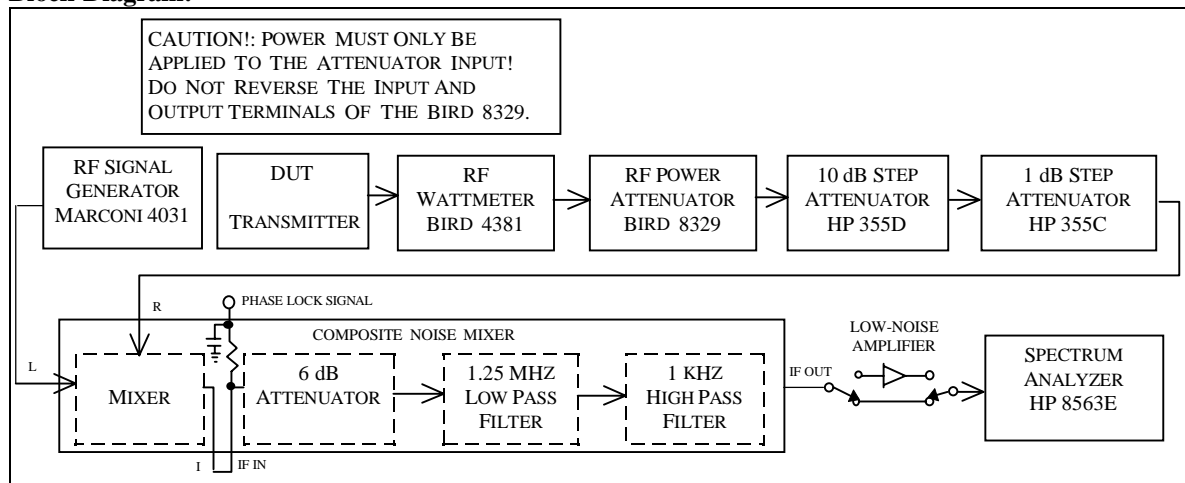 BLOCK DIAGRAM:
CAUTION!: POWER MUST ONLY BE
APPLIED TO THE ATTENUATOR INPUT!
DO NOT REVERSE THE INPUT AND
OUTPUT TERMINALS OF THE BIRD 8329.
RF SIGNAL
GENERATOR
MARCONI 4031
DUT
TRANSMITTER
RF
WATTMETER
BIRD 4381
RF POWER
ATTENUATOR
BIRD 8329
10 dB STEP
ATTENUATOR
HP 355D
1 dB STEP
ATTENUATOR
HP 355C
R
PHASE LOCK SIGNAL
COMPOSITE NOISE MIXER
L
MIXER
6 dB
ATTENUATOR
1.25 MHZ
LOW PASS
FILTER
1 KHZ
HIGH PASS
FILTER
I
IF IN
IF OUT
LOW-NOISE
AMPLIFIER
SPECTRUM
ANALYZER
HP 8563E